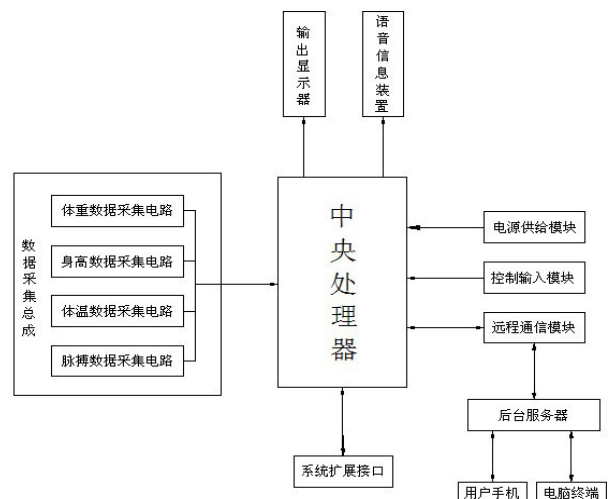 输出显示器
语音信息装置
数据采集总成
体重数据采集电路
身高数据采集电路
体温数据采集电路
脉搏数据采集电路
中央处理器
电源供给模块
控制输入模块
远程通信模块
后台服务器
系统扩展接口
用户手机
电脑终端